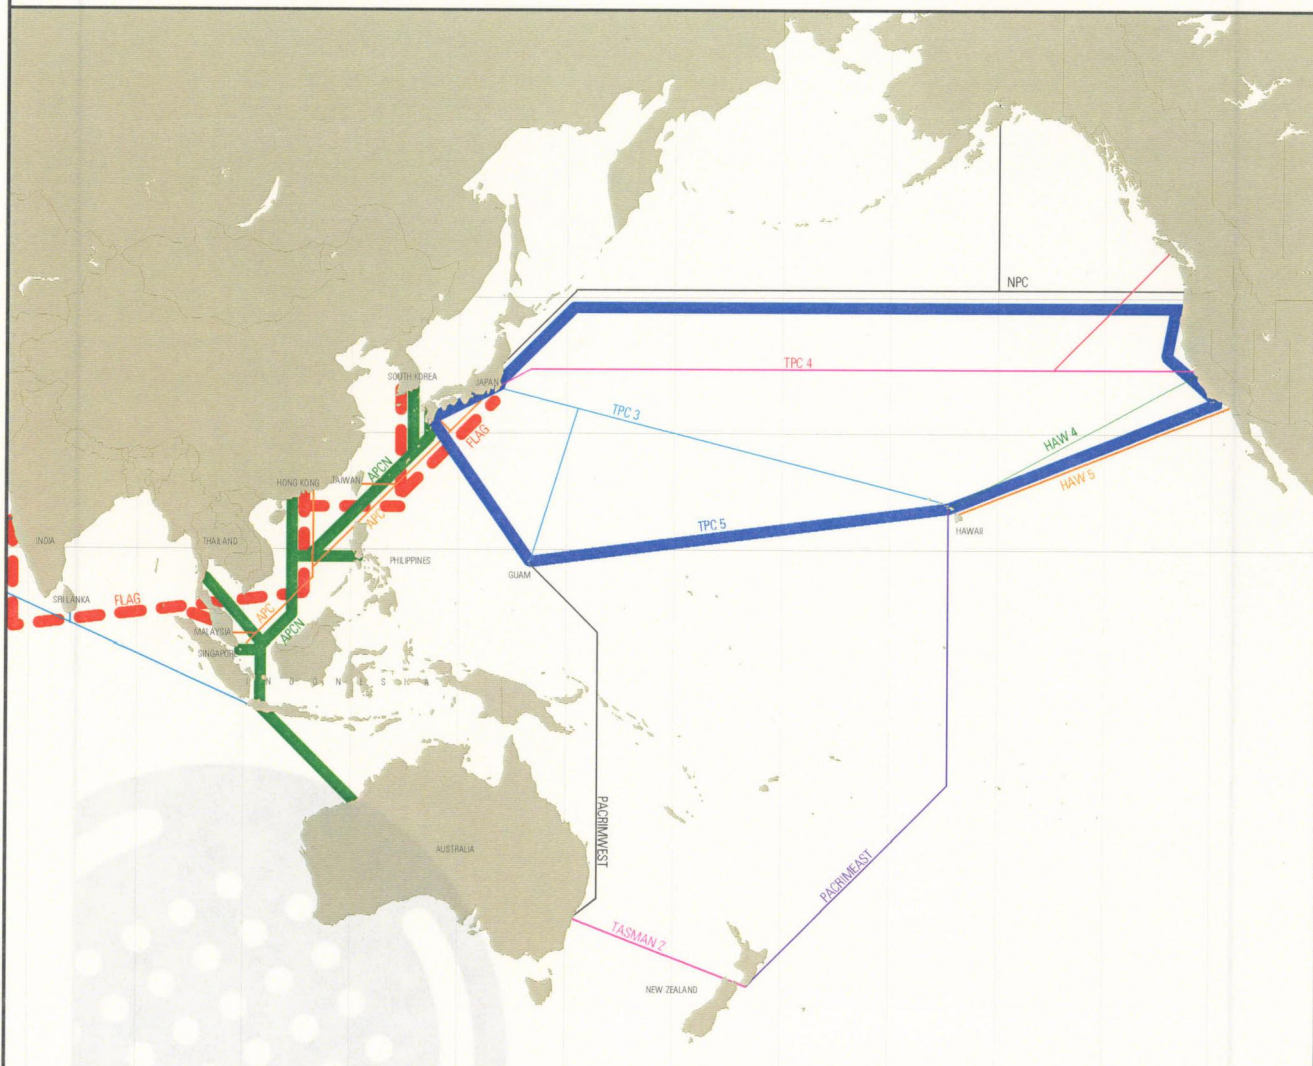 NPC
TPC 4
SOUTH KOREA
JAPAN
TPC 3
FLAG
HAW 4
APCN
HONG KONG
TAIWAN
HAW 5
APC
TPC 5
HAWAII
INDIA
THAILAND
PHILIPPINES
GUAM
SRI LANKA
FLAG
APC
APCN
MALAYSIA
SINGAPORE
INDONESIA
PACRIMWEST
AUSTRALIA
PACRIMEAST
TASMAN 2
NEW ZEALAND